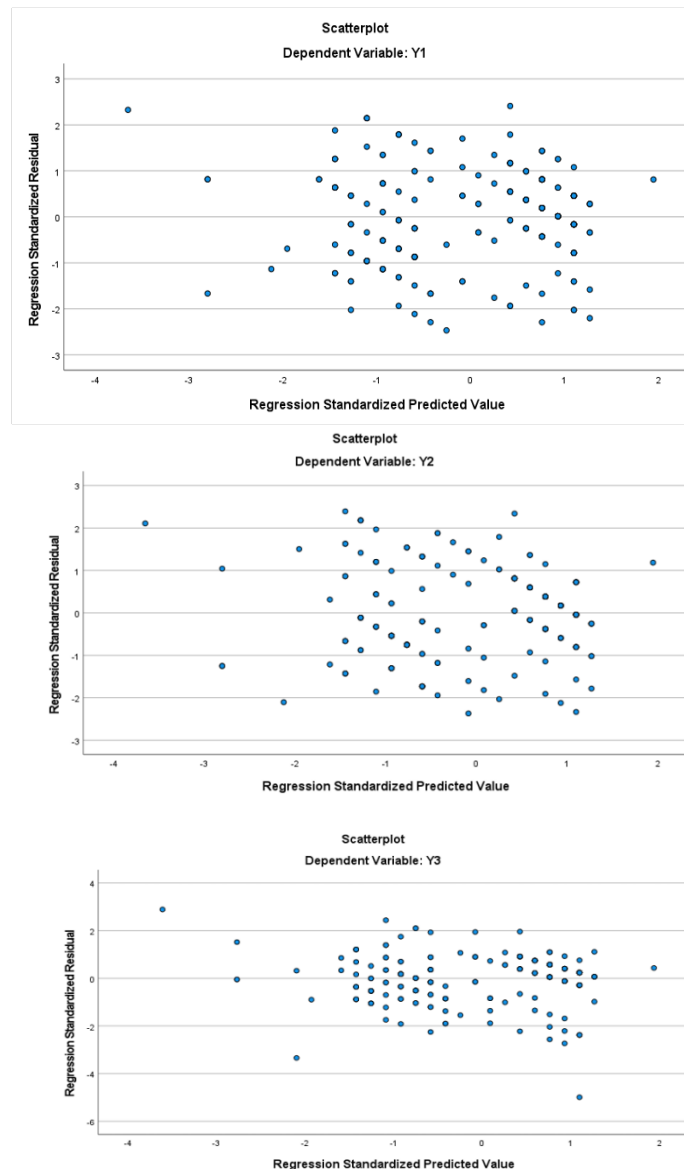 Scatterplot
Dependent Variable: Y1
Regression Standardized Residual
3
2
1
0
-1
-2
-3
-4 -3 -2 -1 0 1 2
Regression Standardized Predicted Value
Scatterplot
Dependent Variable: Y2
Regression Standardized Residual
3
2
1
0
-1
-2
-3
-4 -3 -2 -1 0 1 2
Regression Standardized Predicted Value
Scatterplot
Dependent Variable: Y3
Regression Standardized Residual
4
2
0
-2
-4
-6
-4 -3 -2 -1 0 1 2
Regression Standardized Predicted Value